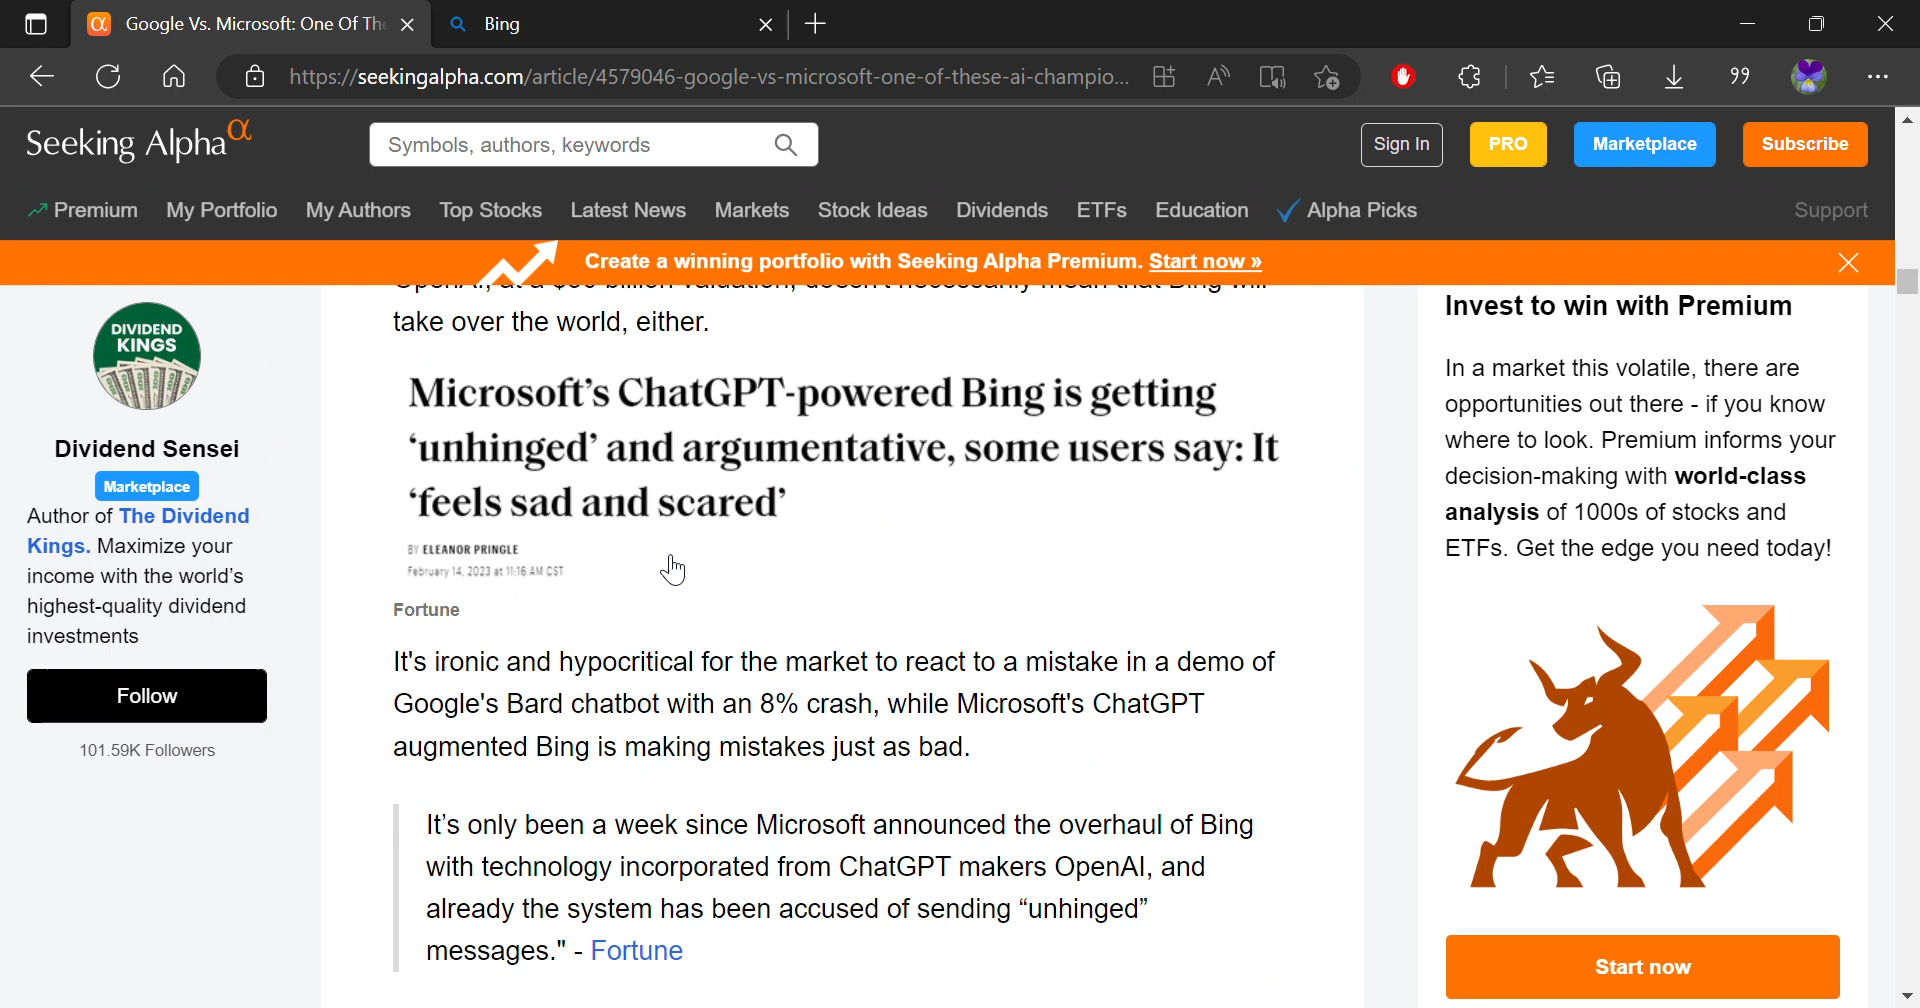 Google Vs. Microsoft: One Of The
Bing
https://seekingalpha.com/article/4579046-google-vs-microsoft-one-of-these-ai-champio...
Seeking Alpha α
Symbols, authors, keywords
Sign In
PRO
Marketplace
Subscribe
Premium
My Portfolio
My Authors
Top Stocks
Latest News
Markets
Stock Ideas
Dividends
ETFs
Education
Alpha Picks
Support
Create a winning portfolio with Seeking Alpha Premium. Start now »
DIVIDEND
KINGS
Dividend Sensei
Marketplace
Author of The Dividend
Kings. Maximize your
income with the world's
highest-quality dividend
investments
Follow
101.59K Followers
take over the world, either.
Microsoft’s ChatGPT-powered Bing is getting
‘unhinged’ and argumentative, some users say: It
‘feels sad and scared’
BY ELEANOR PRINGLE
February 14, 2023 at 11:16 AM CST
Fortune
It's ironic and hypocritical for the market to react to a mistake in a demo of
Google's Bard chatbot with an 8% crash, while Microsoft's ChatGPT
augmented Bing is making mistakes just as bad.
It’s only been a week since Microsoft announced the overhaul of Bing
with technology incorporated from ChatGPT makers OpenAI, and
already the system has been accused of sending “unhinged”
messages." - Fortune
Invest to win with Premium
In a market this volatile, there are
opportunities out there - if you know
where to look. Premium informs your
decision-making with world-class
analysis of 1000s of stocks and
ETFs. Get the edge you need today!
Start now